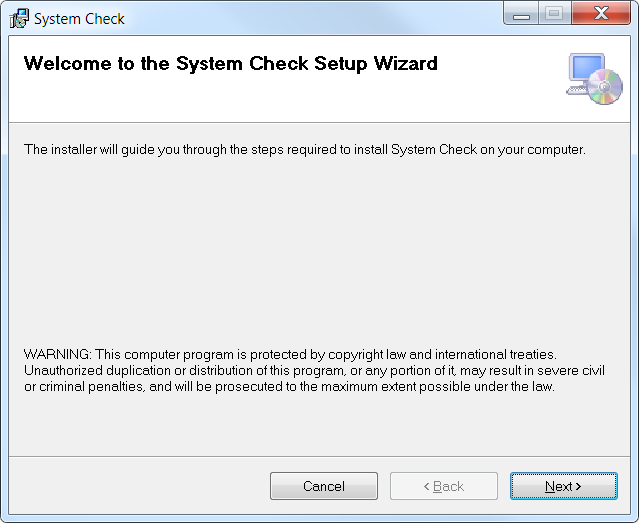 System Check
Welcome to the System Check Setup Wizard
The installer will guide you through the steps required to install System Check on your computer.
WARNING: This computer program is protected by copyright law and international treaties.
Unauthorized duplication or distribution of this program, or any portion of it, may result in severe civil
or criminal penalties, and will be prosecuted to the maximum extent possible under the law.
Cancel < Back Next >